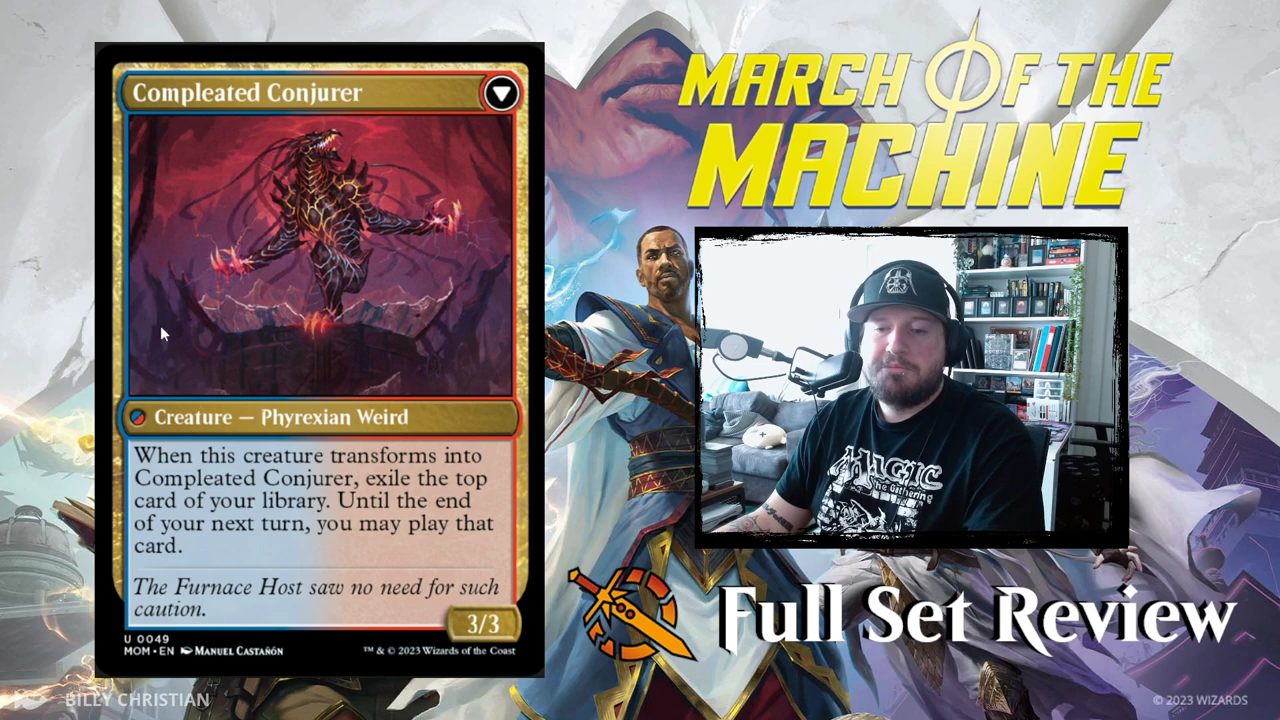 Compleated Conjurer
Creature — Phyrexian Weird
When this creature transforms into
Compleated Conjurer, exile the top
card of your library. Until the end
of your next turn, you may play that
card.
The Furnace Host saw no need for such
caution.
3/3
U 0049
MOM • EN MANUEL CASTAÑÓN
™ & © 2023 Wizards of the Coast
BILLY CHRISTIAN
MARCH OF THE
MACHINE
MAGIC
the Gathering
Full Set Review
© 2023 WIZARDS